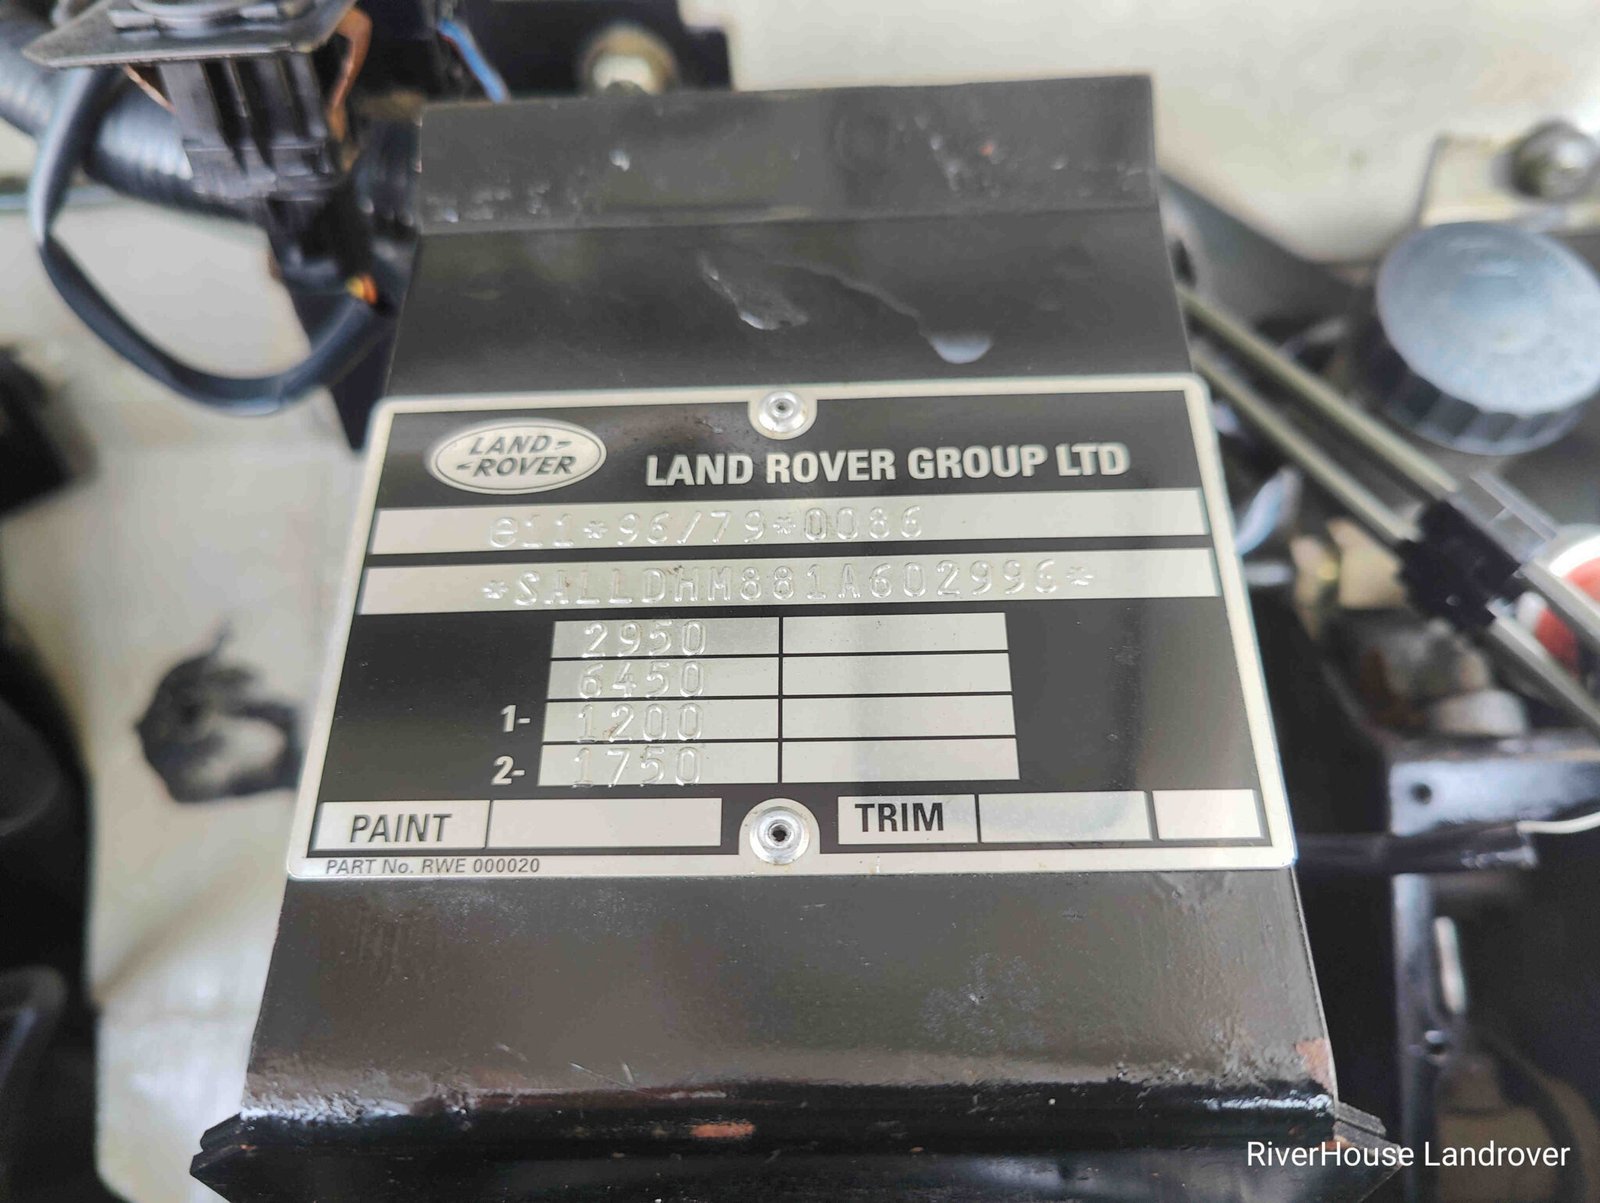 LAND-
-ROVER
LAND ROVER GROUP LTD
e11*96/79*0086
*SALLDHM881A602996*
2950
6450
1- 1200
2- 1750
PAINT
TRIM
PART No. RWE 000020
RiverHouse Landrover